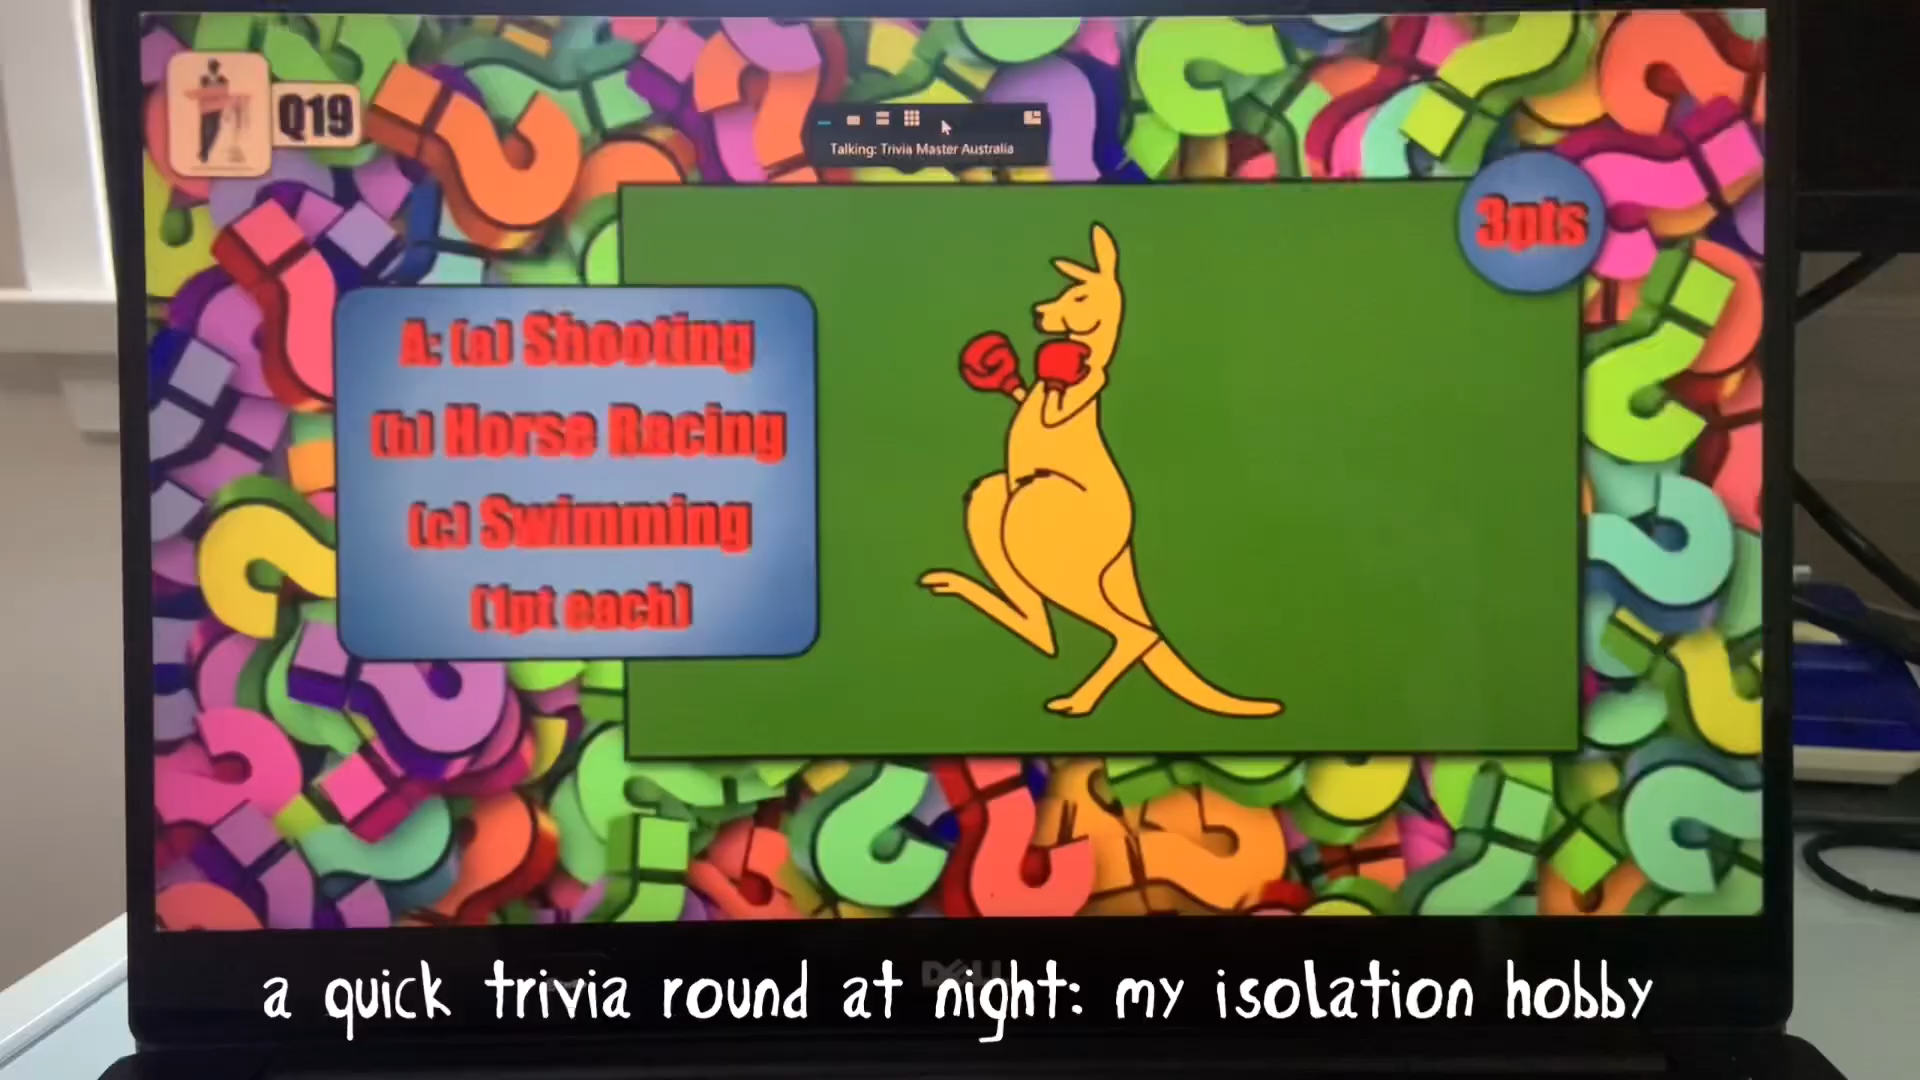 Q19
Talking: Trivia Master Australia
3pts
A: (a) Shooting
(b) Horse Racing
(c) Swimming
(1pt each)
DELL
a quick trivia round at night: my isolation hobby